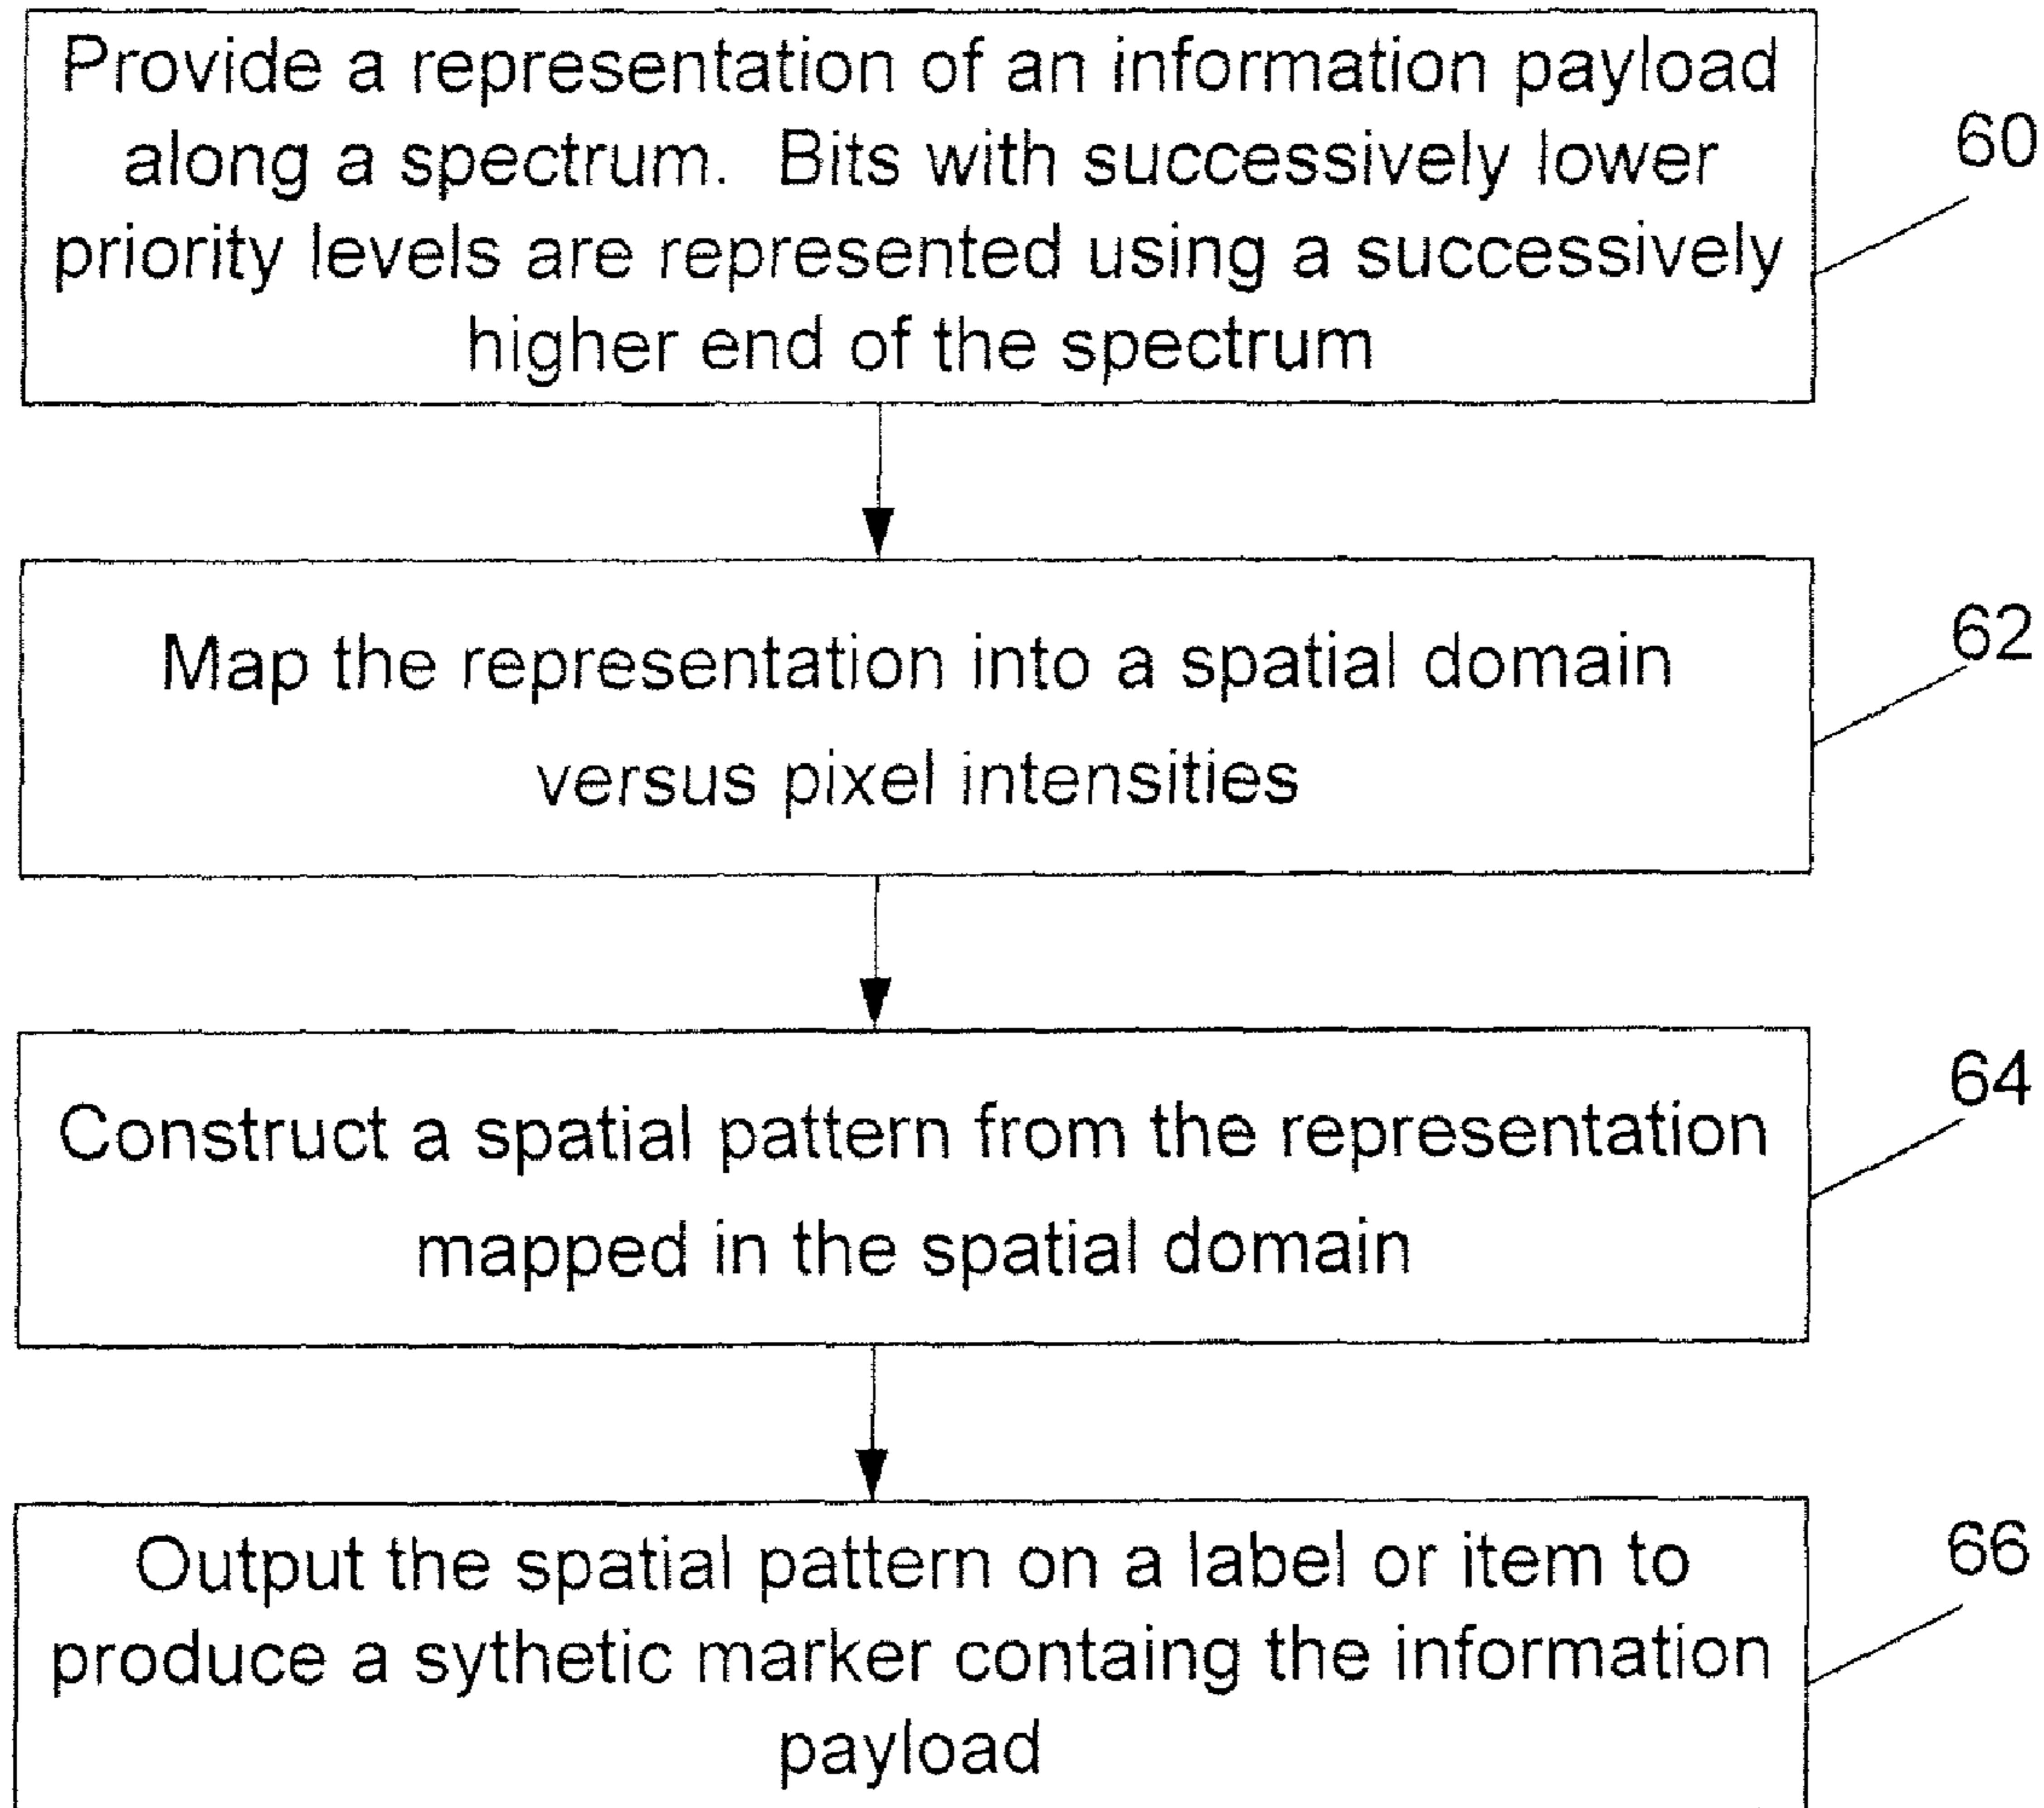 Provide a representation of an information payload
along a spectrum. Bits with successively lower
60
priority levels are represented using a successively
higher end of the spectrum
Map the representation into a spatial domain
62
versus pixel intensities
Construct a spatial pattern from the representation
64
mapped in the spatial domain
Output the spatial pattern on a label or item to
66
produce a sythetic marker containg the information
payload